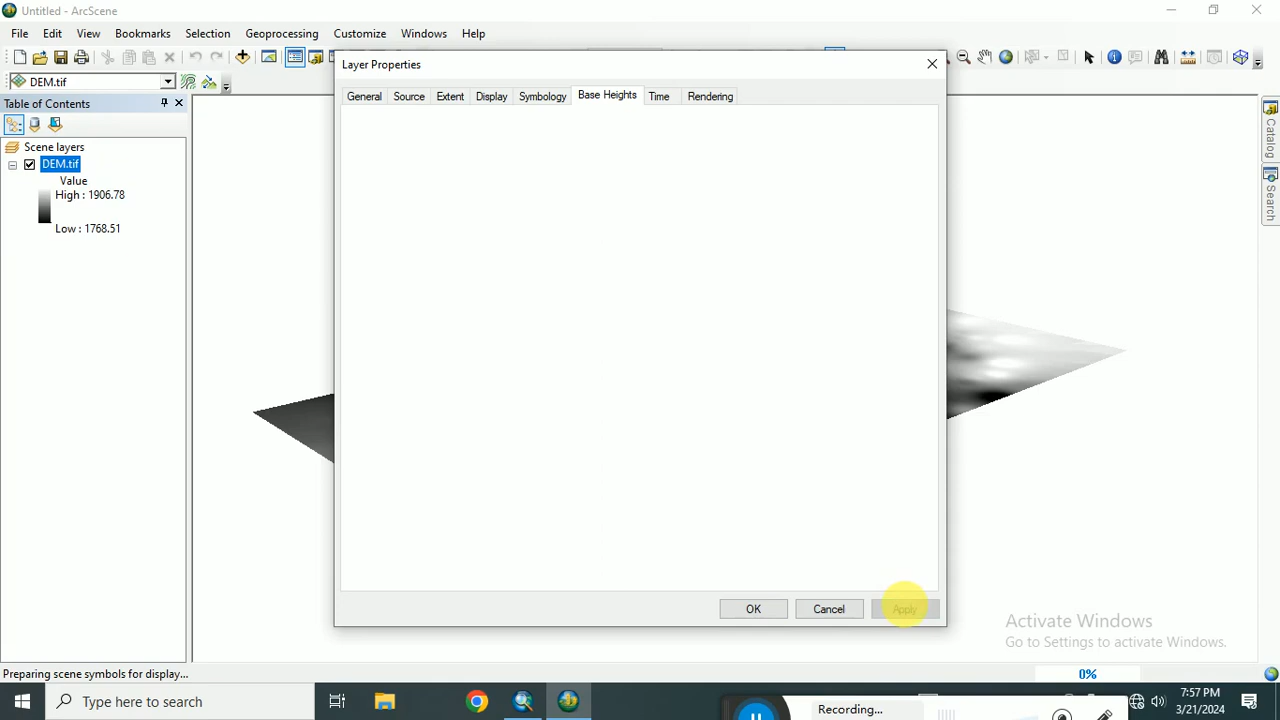 Untitled - ArcScene
File Edit View Bookmarks Selection Geoprocessing Customize Windows Help
DEM.tif
Layer Properties
Table of Contents
General Source Extent Display Symbology Base Heights Time Rendering
Scene layers
DEM.tif
Value
High : 1906.78
Low : 1768.51
Catalog
Search
OK Cancel Apply
Activate Windows
Go to Settings to activate Windows.
Preparing scene symbols for display...
0%
Type here to search
Recording...
7:57 PM
3/21/2024